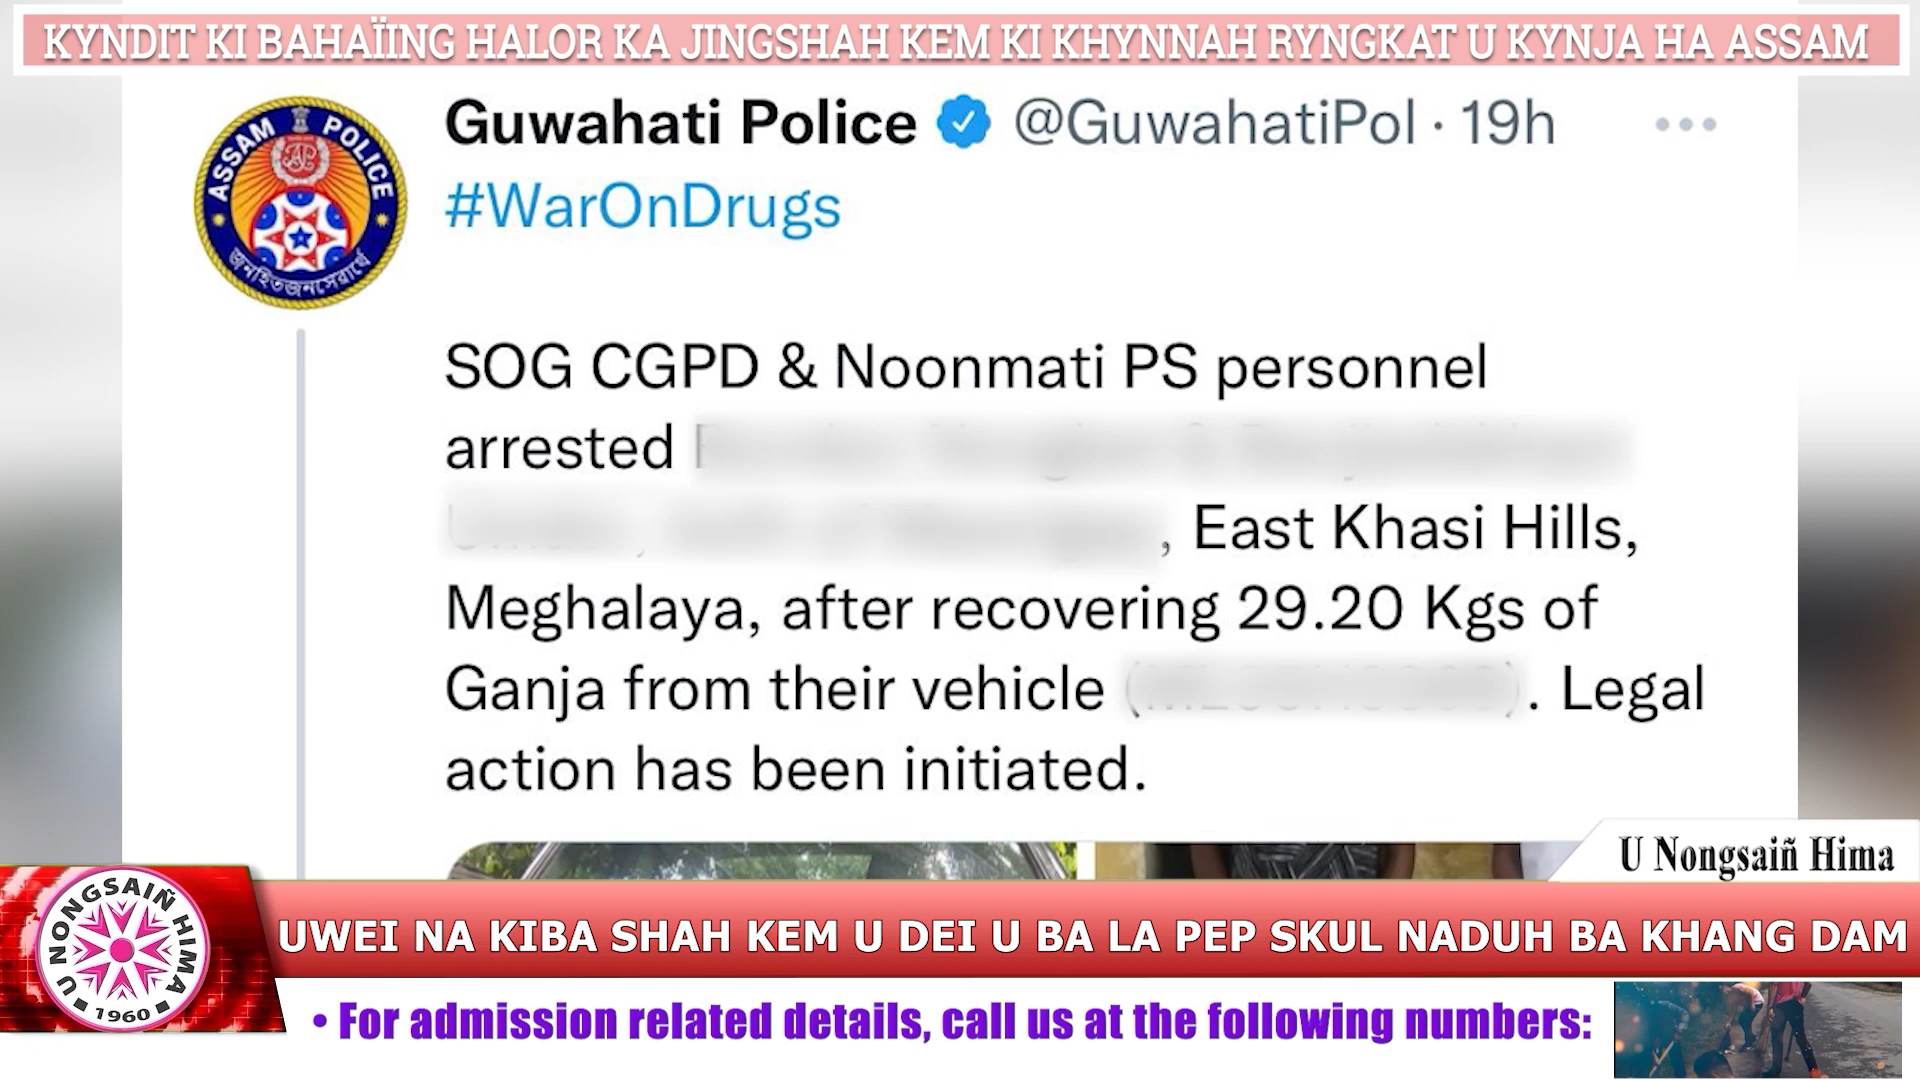 KYNDIT KI BAHAÏING HALOR KA JINGSHAH KEM KI KHYNNAH RYNGKAT U KYNJA HA ASSAM
ASSAM POLICE
জনহিতজনসেৱাৰ্থে
Guwahati Police @GuwahatiPol · 19h
#WarOnDrugs
SOG CGPD & Noonmati PS personnel
arrested
, East Khasi Hills,
Meghalaya, after recovering 29.20 Kgs of
Ganja from their vehicle . Legal
action has been initiated.
U Nongsaiñ Hima
U NONGSAIÑ HIMA
1960
UWEI NA KIBA SHAH KEM U DEI U BA LA PEP SKUL NADUH BA KHANG DAM
• For admission related details, call us at the following numbers: